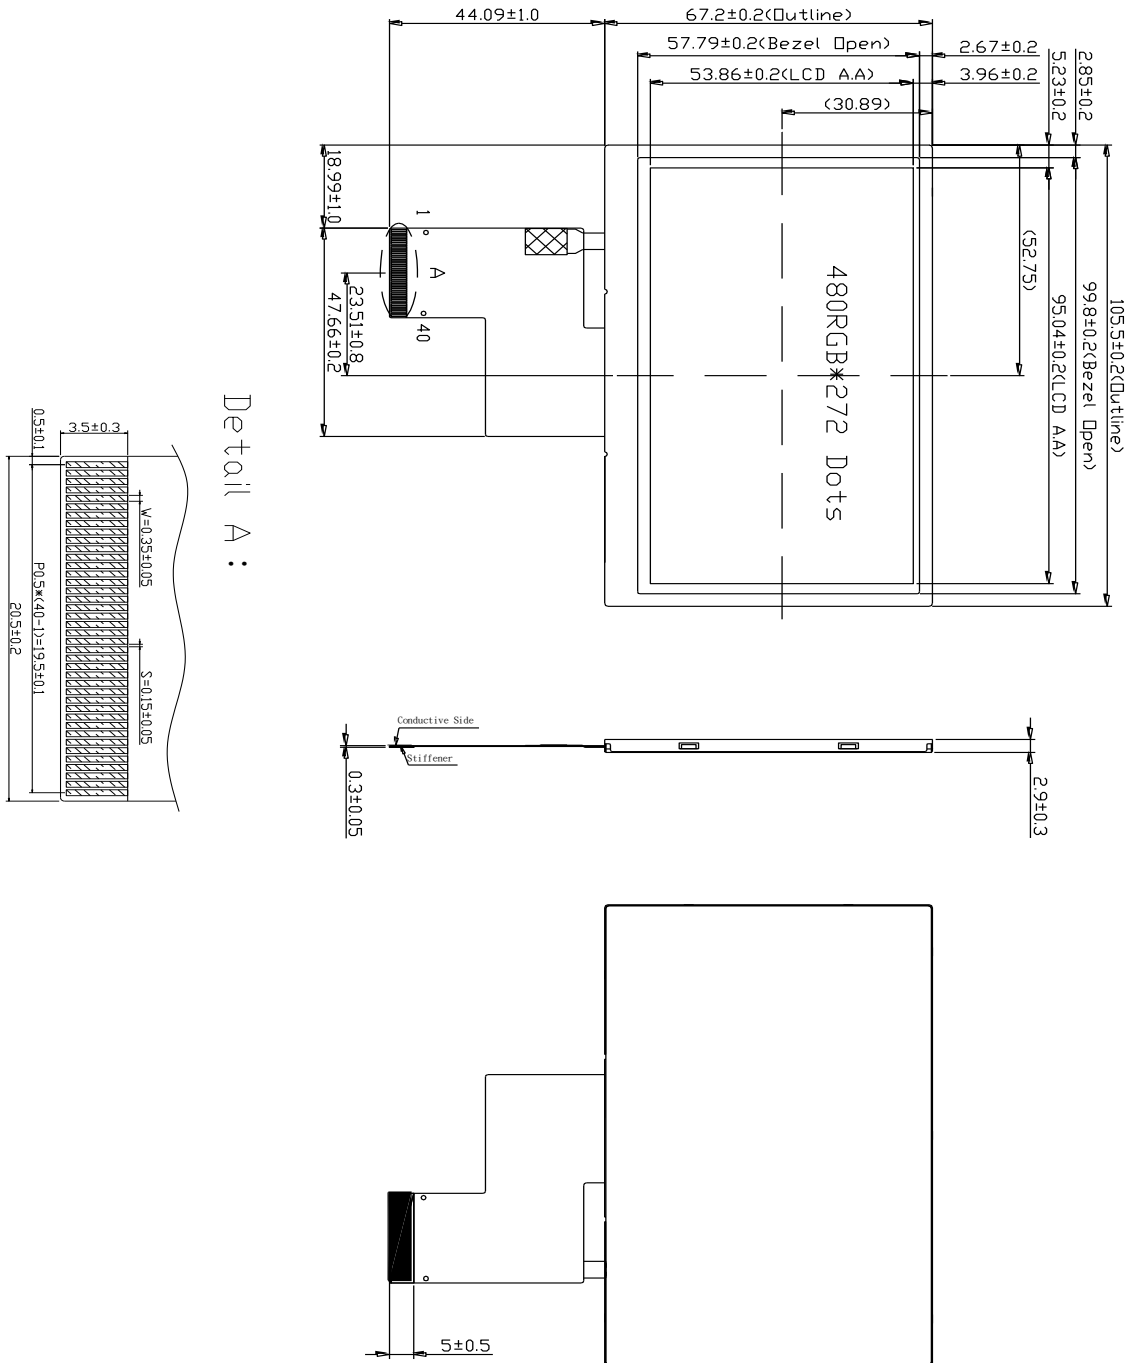 44.09±1.0
67.2±0.2(Outline)
57.79±0.2(Bezel Open)
2.67±0.2
53.86±0.2(LCD A.A)
3.96±0.2
(30.89)
5.23±0.2
2.85±0.2
18.99±1.0
1
A
40
23.51±0.8
47.66±0.2
480RGB*272 Dots
(52.75)
95.04±0.2(LCD A.A)
99.8±0.2(Bezel Open)
105.5±0.2(Outline)
Detail A :
0.5±0.1
3.5±0.3
W=0.35±0.05
P0.5*(40-1)=19.5±0.1
S=0.15±0.05
20.5±0.2
Conductive Side
Stiffener
0.3±0.05
2.9±0.3
5±0.5